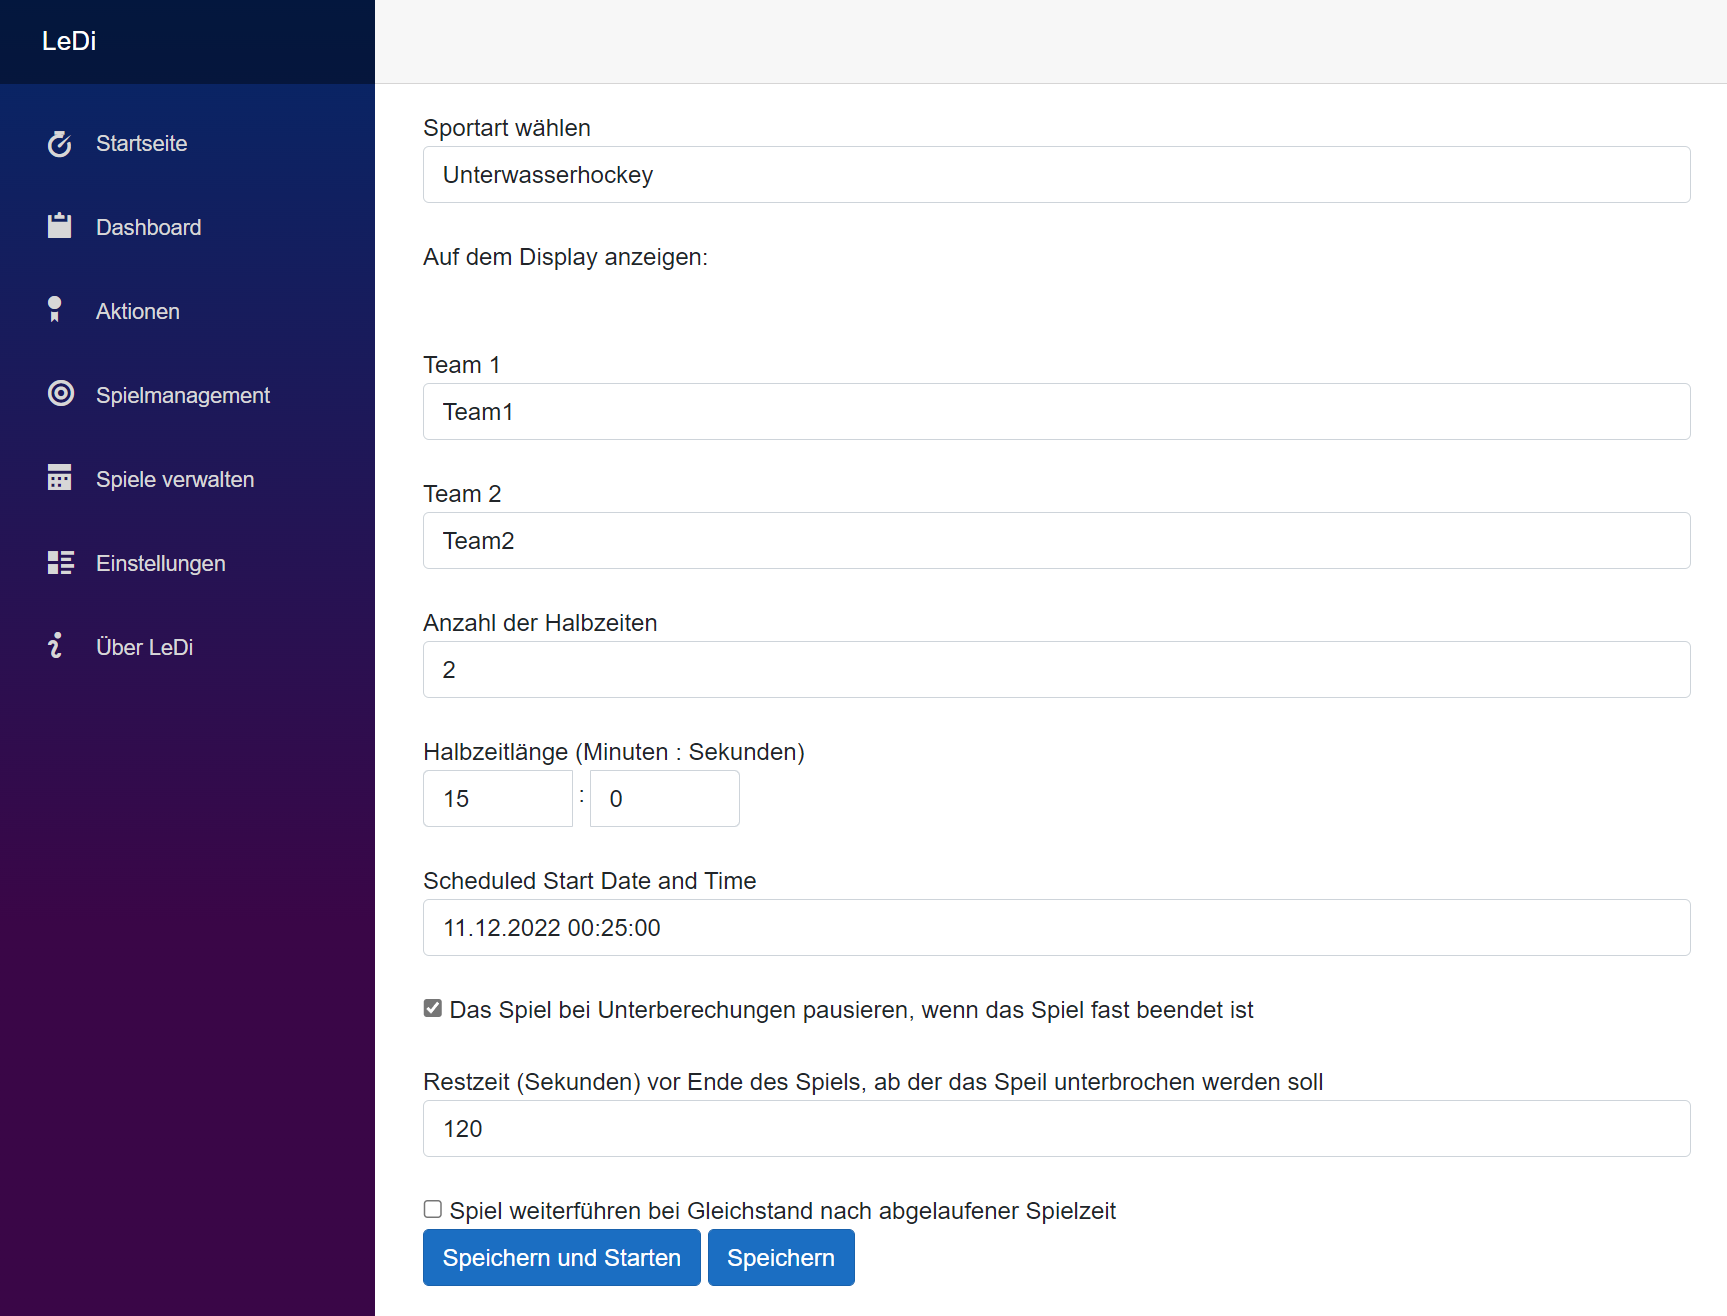 LeDi
Startseite
Dashboard
Aktionen
Spielmanagement
Spiele verwalten
Einstellungen
Über LeDi
Sportart wählen
Unterwasserhockey
Auf dem Display anzeigen:
Team 1
Team1
Team 2
Team2
Anzahl der Halbzeiten
2
Halbzeitlänge (Minuten : Sekunden)
15 : 0
Scheduled Start Date and Time
11.12.2022 00:25:00
Das Spiel bei Unterberechungen pausieren, wenn das Spiel fast beendet ist
Restzeit (Sekunden) vor Ende des Spiels, ab der das Speil unterbrochen werden soll
120
Spiel weiterführen bei Gleichstand nach abgelaufener Spielzeit
Speichern und Starten Speichern